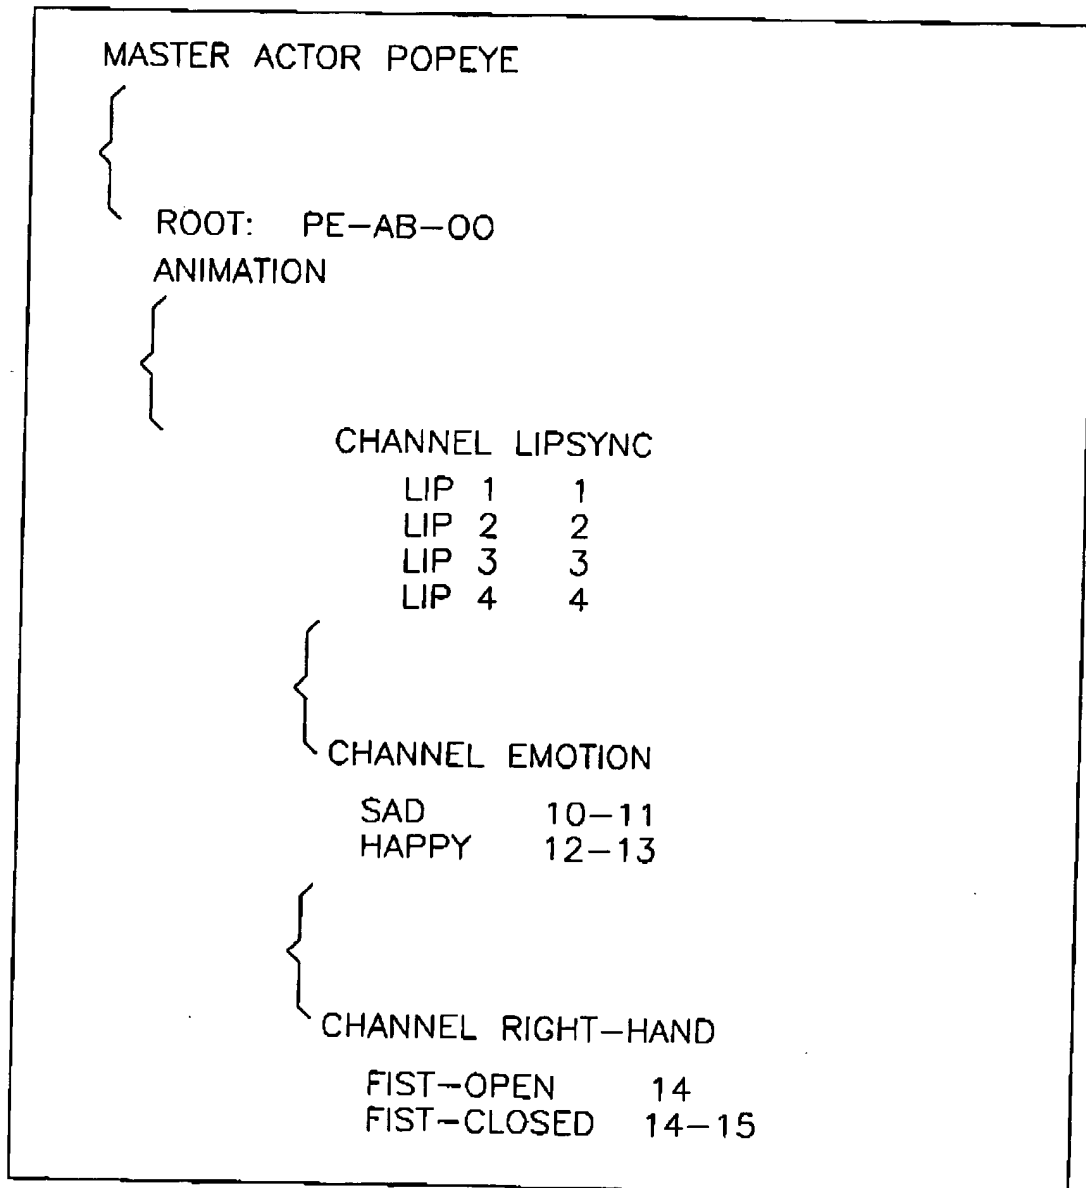 MASTER ACTOR POPEYE
ROOT: PE-AB-00
ANIMATION
CHANNEL LIPSYNC
LIP 1 1
LIP 2 2
LIP 3 3
LIP 4 4
CHANNEL EMOTION
SAD 10-11
HAPPY 12-13
CHANNEL RIGHT-HAND
FIST-OPEN 14
FIST-CLOSED 14-15